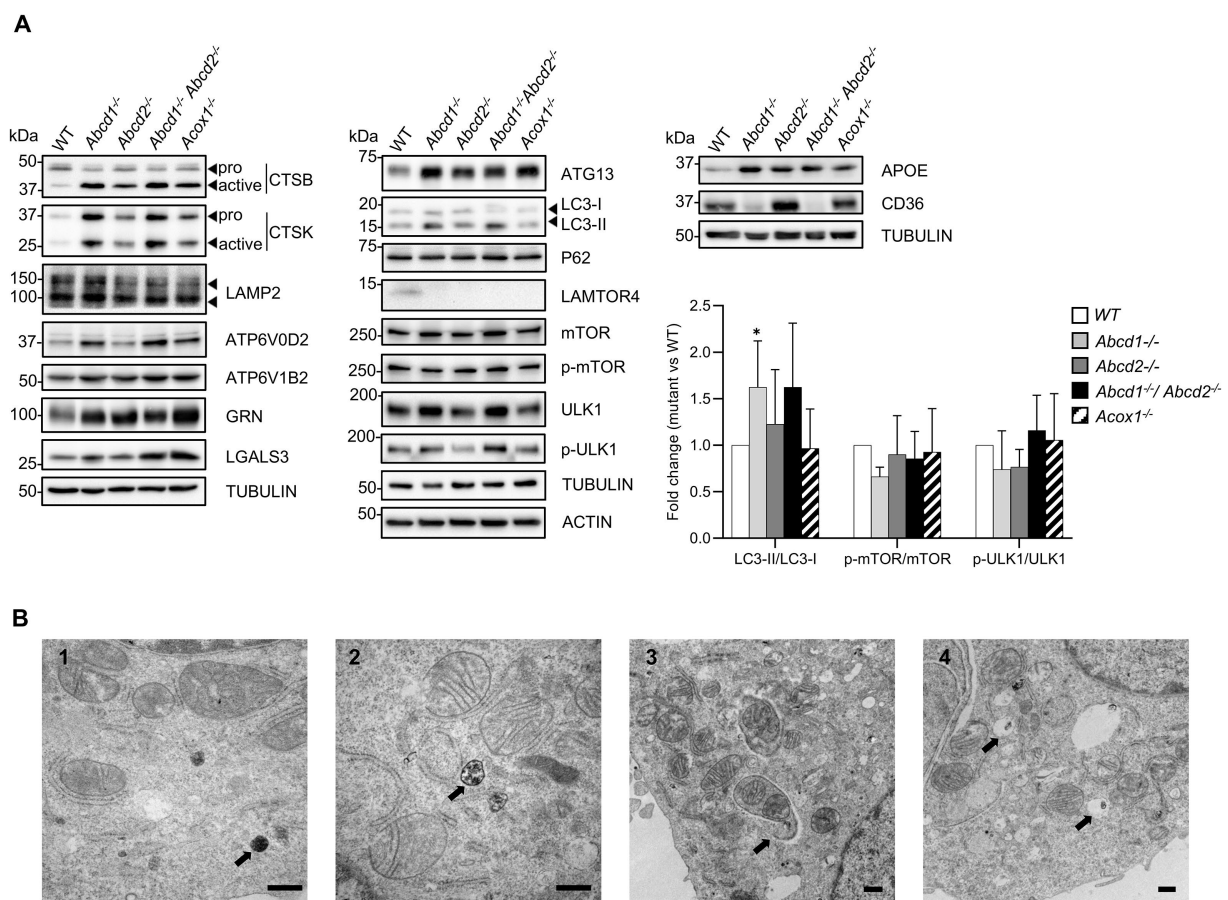 A
kDa
WT
Abcd1-/-
Abcd2-/-
Abcd1-/- Abcd2-/-
Acox1-/-
50
37
pro
active
CTSB
37
25
pro
active
CTSK
150
100
LAMP2
37
ATP6V0D2
50
ATP6V1B2
100
GRN
25
LGALS3
50
TUBULIN
kDa
WT
Abcd1-/-
Abcd2-/-
Abcd1-/- Abcd2-/-
Acox1-/-
75
ATG13
20
15
LC3-I
LC3-II
75
P62
15
LAMTOR4
250
mTOR
250
p-mTOR
200
ULK1
200
p-ULK1
50
TUBULIN
50
ACTIN
kDa
WT
Abcd1-/-
Abcd2-/-
Abcd1-/- Abcd2-/-
Acox1-/-
37
APOE
37
CD36
50
TUBULIN
Fold change (mutant vs WT)
2.5
2.0
1.5
1.0
0.5
0.0
*
LC3-II/LC3-I
p-mTOR/mTOR
p-ULK1/ULK1
WT
Abcd1-/-
Abcd2-/-
Abcd1-/-/ Abcd2-/-
Acox1-/-
B
1
2
3
4